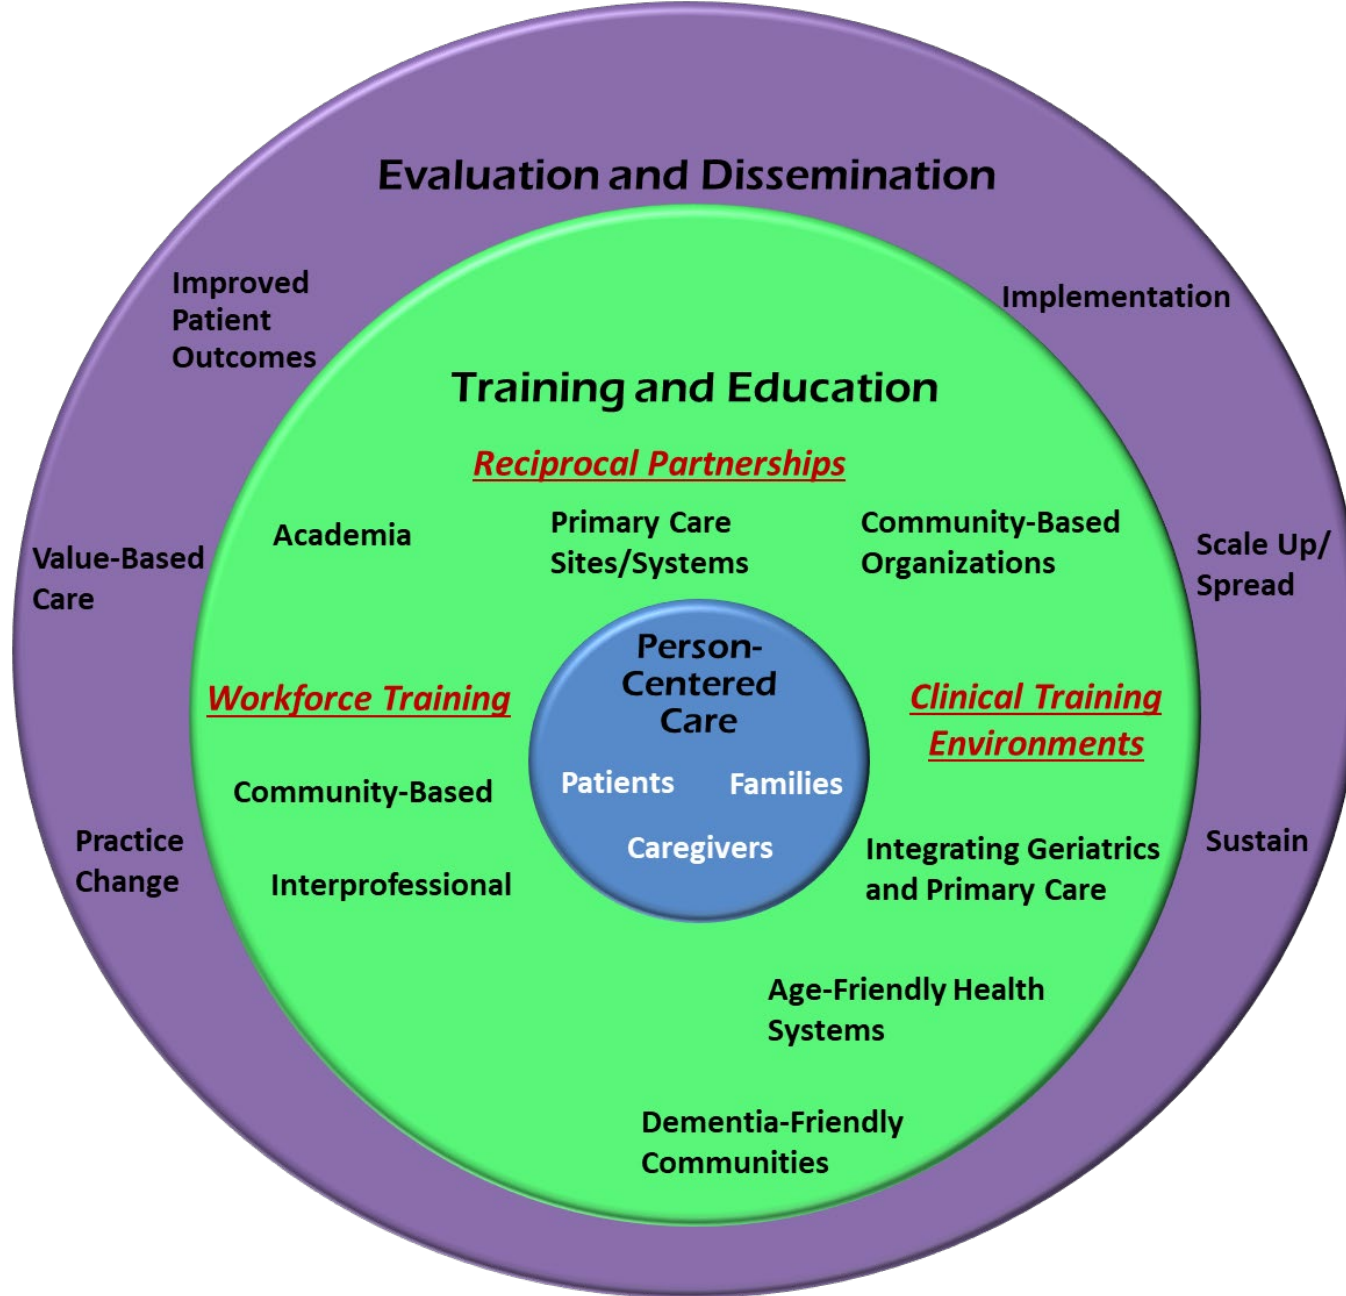 Evaluation and Dissemination
Improved
Patient
Outcomes
Implementation
Training and Education
Reciprocal Partnerships
Academia
Primary Care
Sites/Systems
Community-Based
Organizations
Value-Based
Care
Scale Up/
Spread
Person-
Centered
Care
Patients
Families
Caregivers
Workforce Training
Community-Based
Interprofessional
Clinical Training
Environments
Integrating Geriatrics
and Primary Care
Age-Friendly Health
Systems
Dementia-Friendly
Communities
Practice
Change
Sustain